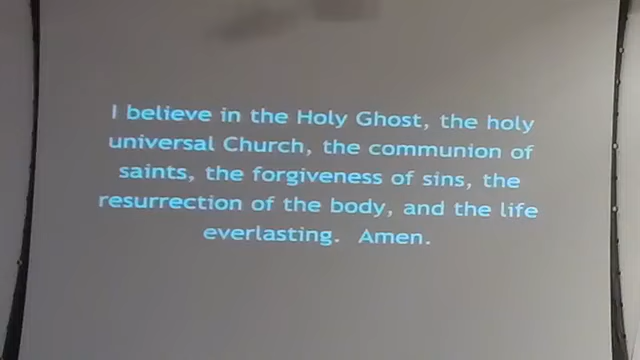 I believe in the Holy Ghost, the holy
universal Church, the communion of
saints, the forgiveness of sins, the
resurrection of the body, and the life
everlasting. Amen.